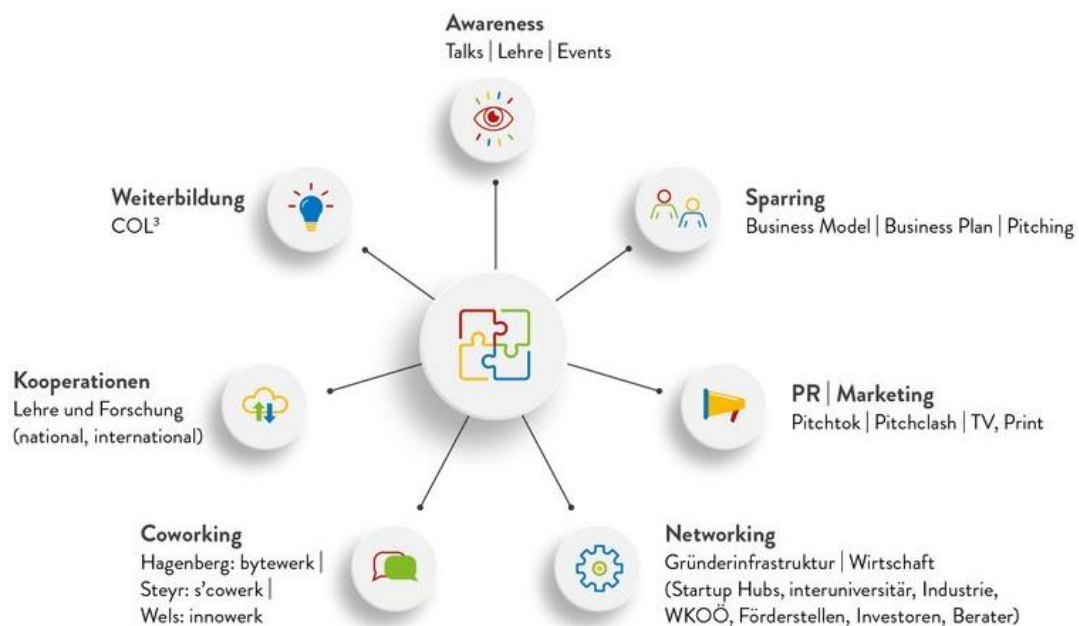 Awareness
Talks | Lehre | Events
Weiterbildung
COL³
Sparring
Business Model | Business Plan | Pitching
Kooperationen
Lehre und Forschung
(national, international)
PR | Marketing
Pitchtok | Pitchclash | TV, Print
Coworking
Hagenberg: bytewerk |
Steyr: s'cowerk |
Wels: innowerk
Networking
Gründerinfrastruktur | Wirtschaft
(Startup Hubs, interuniversitär, Industrie,
WKOÖ, Förderstellen, Investoren, Berater)